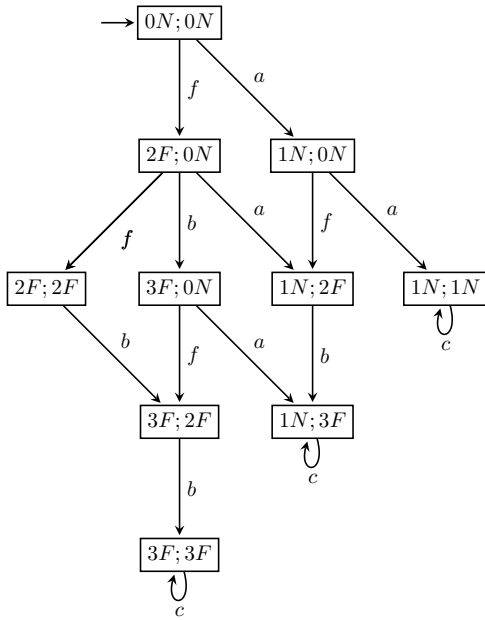 0N; 0N
f a
2F; 0N 1N; 0N
f b a f a
2F; 2F 3F; 0N 1N; 2F 1N; 1N
b f a b c
3F; 2F 1N; 3F
b c
3F; 3F
c